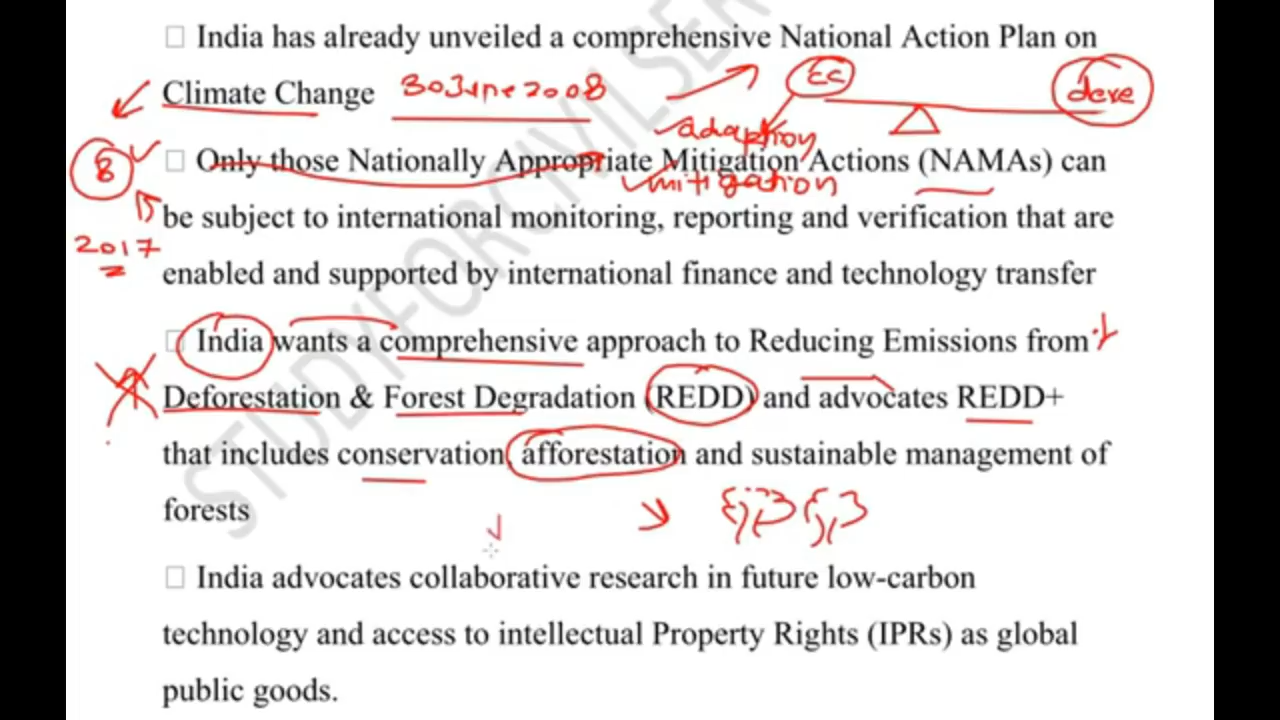 □ India has already unveiled a comprehensive National Action Plan on
Climate Change 30 June 2008
EC
deve
adaption
mitigation
8
2017
□ Only those Nationally Appropriate Mitigation Actions (NAMAs) can
be subject to international monitoring, reporting and verification that are
enabled and supported by international finance and technology transfer
□ India wants a comprehensive approach to Reducing Emissions from
Deforestation & Forest Degradation (REDD) and advocates REDD+
that includes conservation, afforestation and sustainable management of
forests
□ India advocates collaborative research in future low-carbon
technology and access to intellectual Property Rights (IPRs) as global
public goods.
STUDYFORCIVILSER